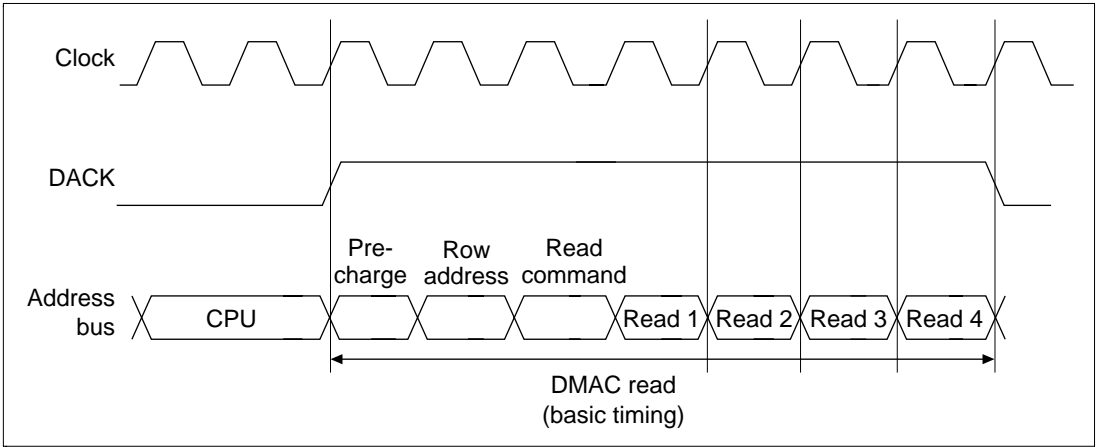 Clock
DACK
Pre-
charge
Row
address
Read
command
Address
bus
CPU
Read 1
Read 2
Read 3
Read 4
DMAC read
(basic timing)